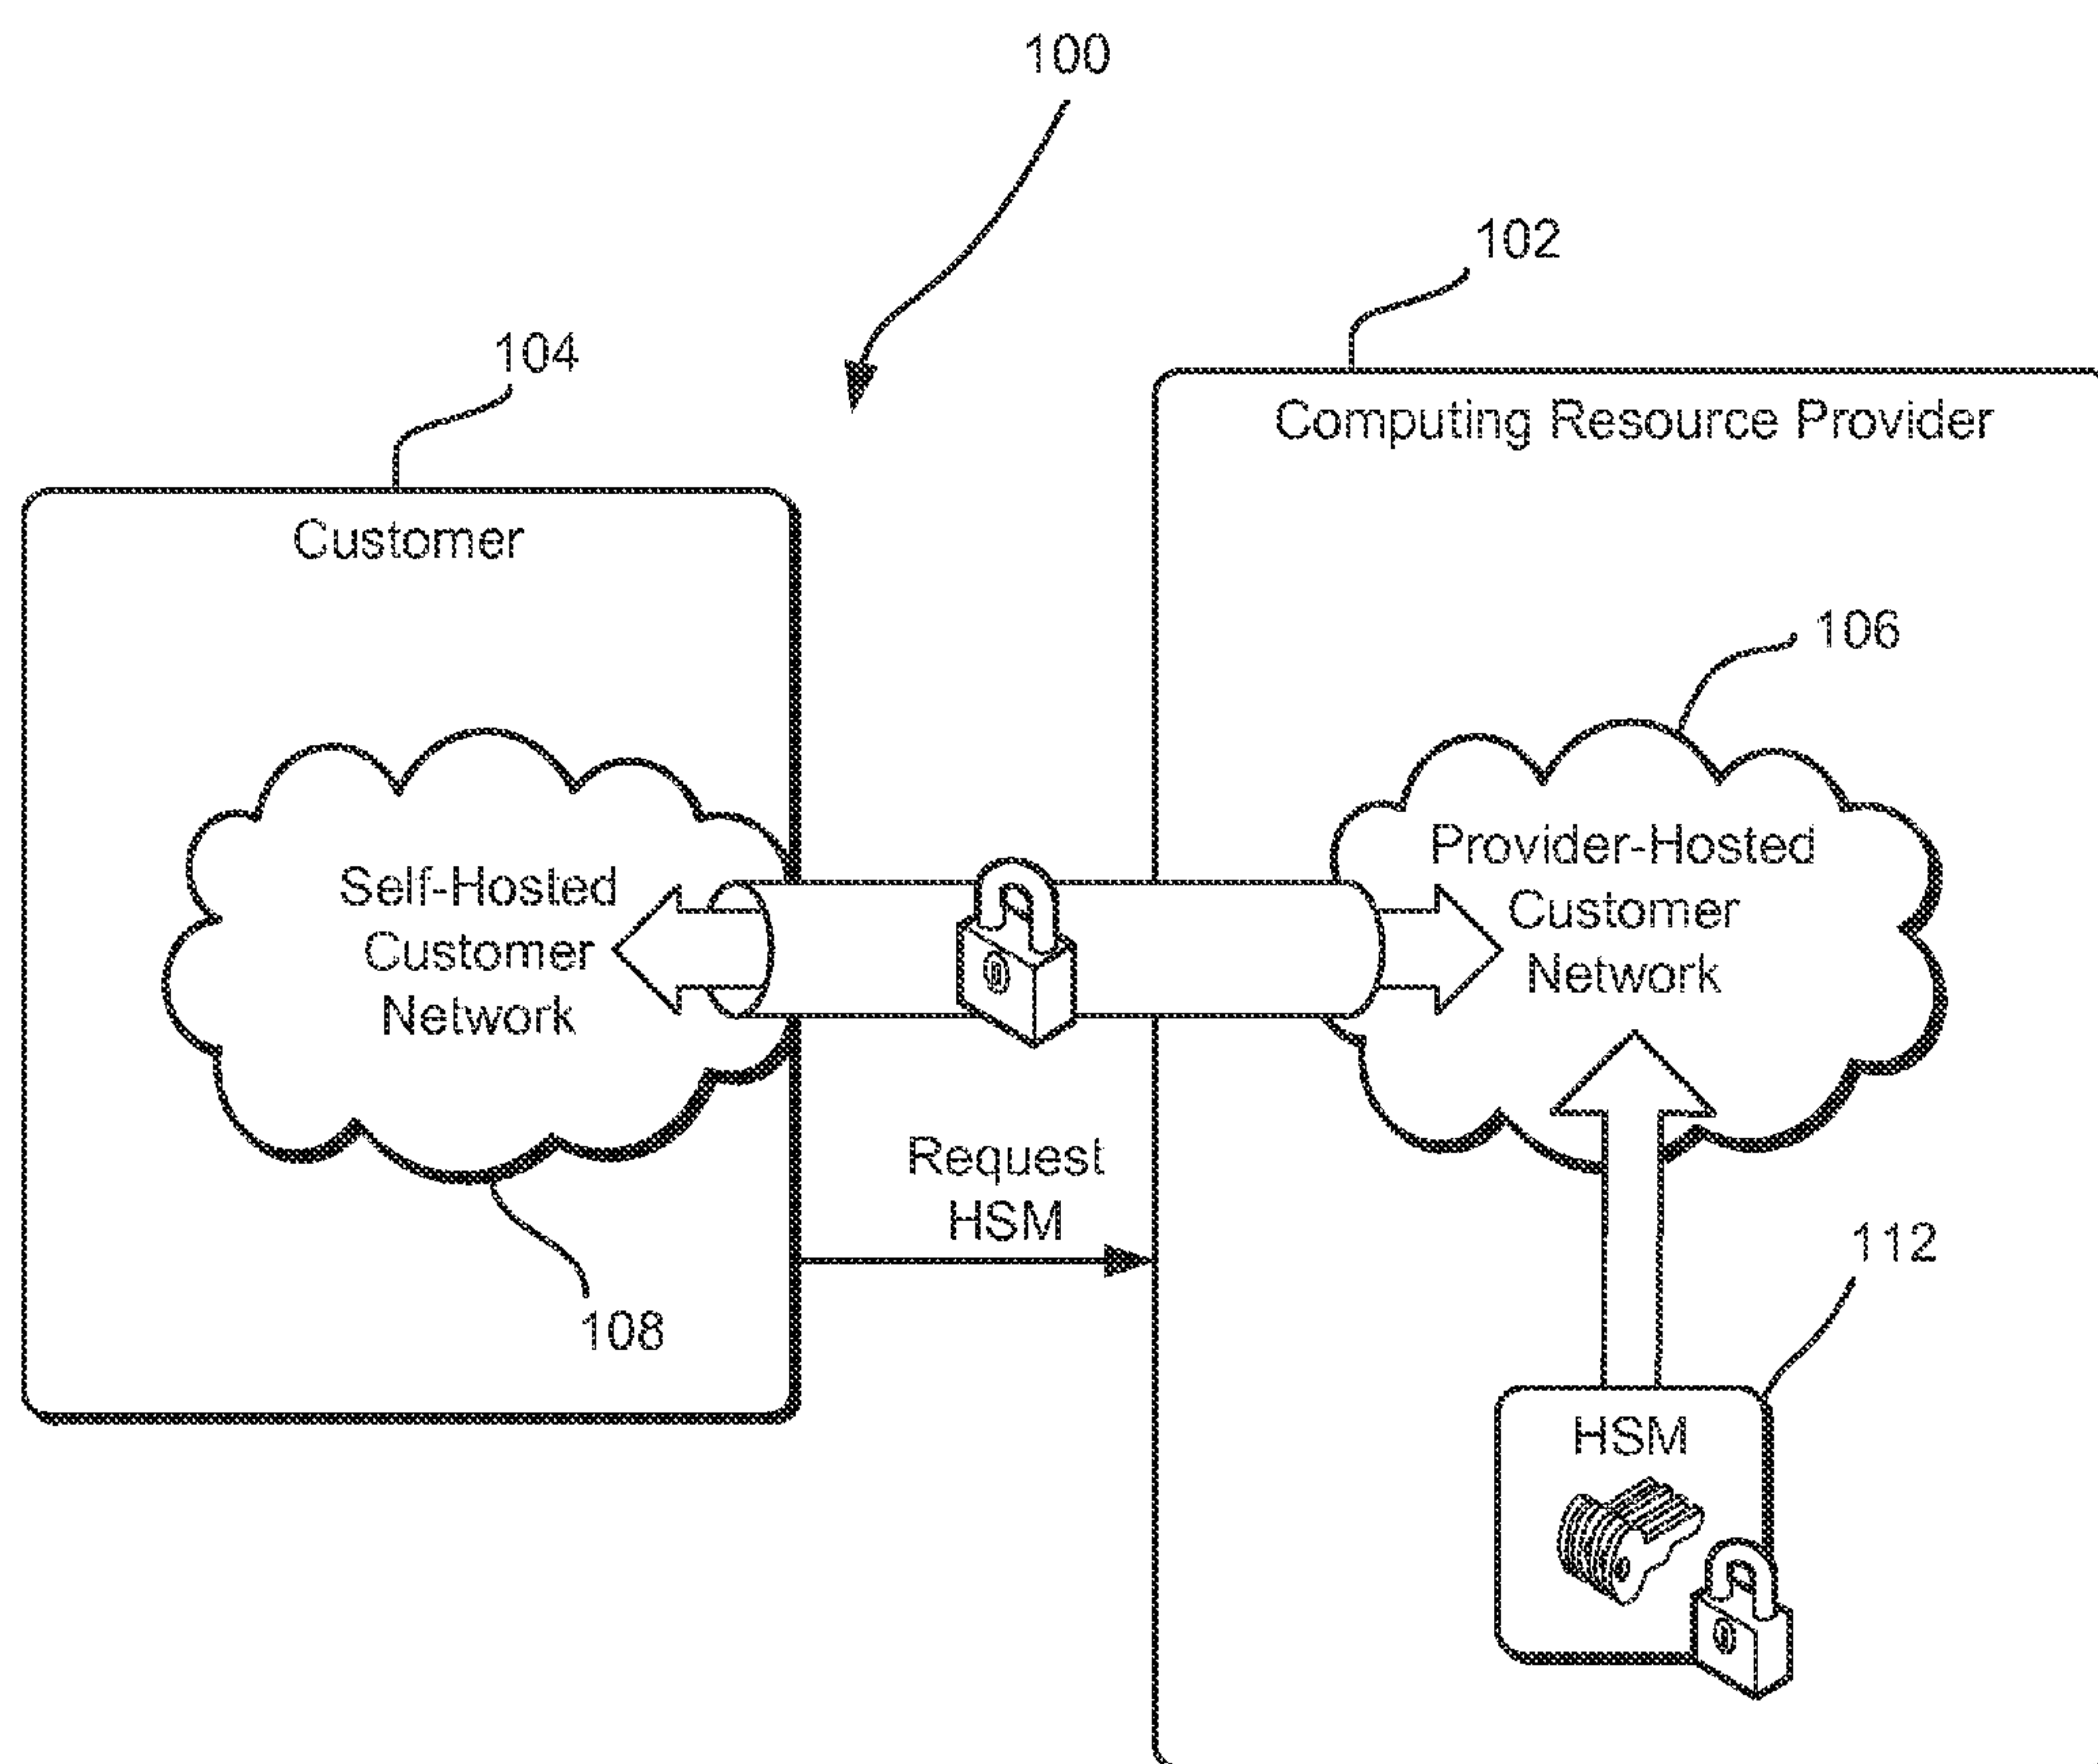 100
102
104
Computing Resource Provider
Customer
106
Provider-Hosted
Customer
Network
Self-Hosted
Customer
Network
Request
HSM
112
108
HSM